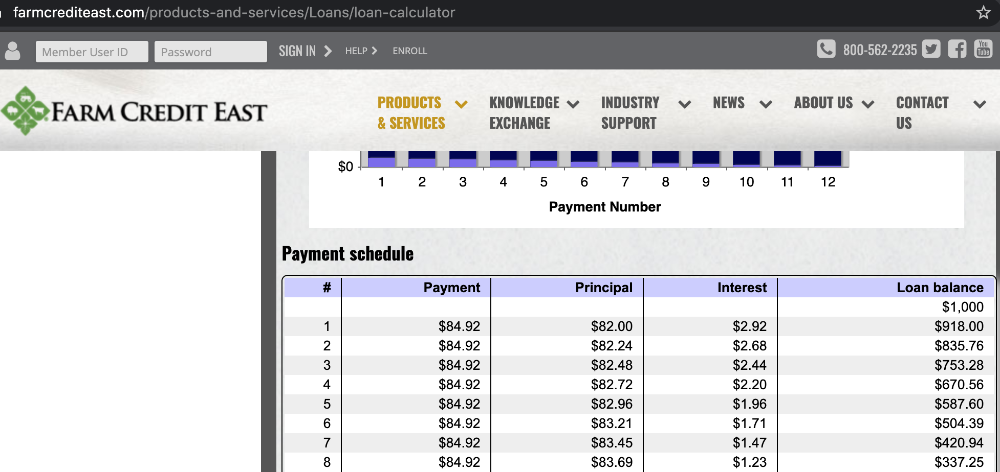 farmcrediteast.com/products-and-services/Loans/loan-calculator
Member User ID Password SIGN IN HELP ENROLL 800-562-2235 You Tube
FARM CREDIT EAST
PRODUCTS & SERVICES
KNOWLEDGE EXCHANGE
INDUSTRY SUPPORT
NEWS
ABOUT US
CONTACT US
$0
1 2 3 4 5 6 7 8 9 10 11 12
Payment Number
Payment schedule
# Payment Principal Interest Loan balance
$1,000
1 $84.92 $82.00 $2.92 $918.00
2 $84.92 $82.24 $2.68 $835.76
3 $84.92 $82.48 $2.44 $753.28
4 $84.92 $82.72 $2.20 $670.56
5 $84.92 $82.96 $1.96 $587.60
6 $84.92 $83.21 $1.71 $504.39
7 $84.92 $83.45 $1.47 $420.94
8 $84.92 $83.69 $1.23 $337.25